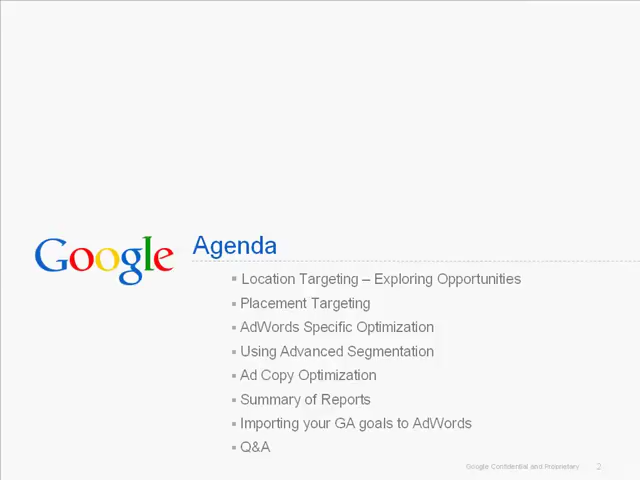 Google
Agenda
▪ Location Targeting – Exploring Opportunities
▪ Placement Targeting
▪ AdWords Specific Optimization
▪ Using Advanced Segmentation
▪ Ad Copy Optimization
▪ Summary of Reports
▪ Importing your GA goals to AdWords
▪ Q&A
Google Confidential and Proprietary 2